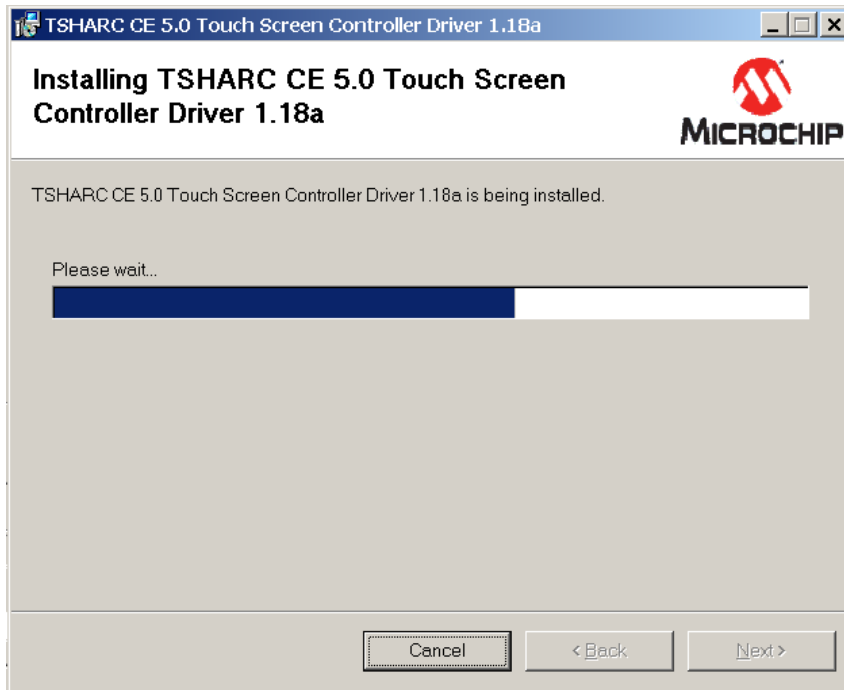 TSHARC CE 5.0 Touch Screen Controller Driver 1.18a
Installing TSHARC CE 5.0 Touch Screen
Controller Driver 1.18a
MICROCHIP
TSHARC CE 5.0 Touch Screen Controller Driver 1.18a is being installed.
Please wait...
Cancel
< Back
Next >